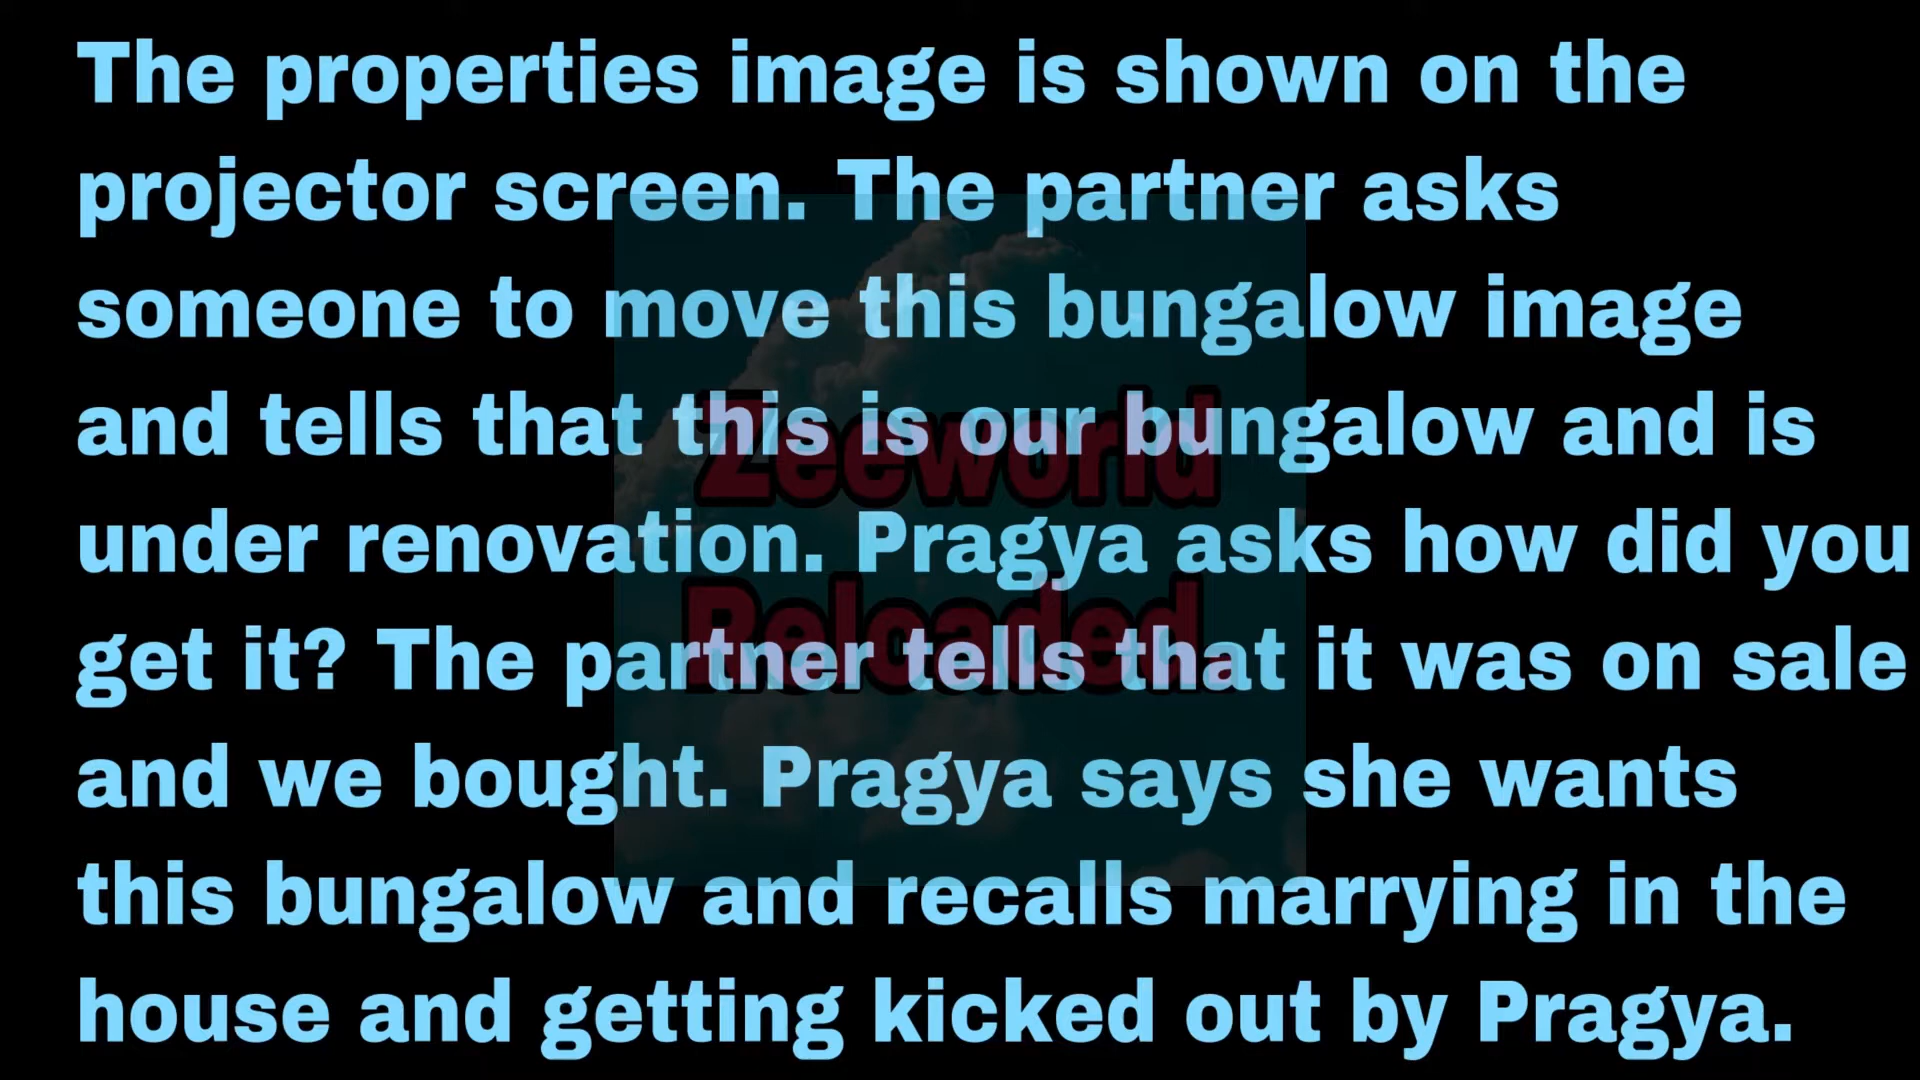 The properties image is shown on the
projector screen. The partner asks
someone to move this bungalow image
and tells that this is our bungalow and is
under renovation. Pragya asks how did you
get it? The partner tells that it was on sale
and we bought. Pragya says she wants
this bungalow and recalls marrying in the
house and getting kicked out by Pragya.
Zeeworld
Reloaded